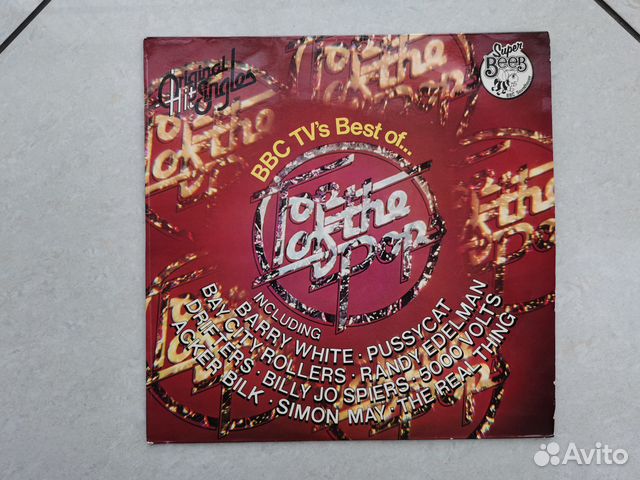 Original
Hit Singles
Super
BEEB
BBC TV's Best of...
Top
of the
Pop
INCLUDING
BARRY WHITE · PUSSYCAT
BAY CITY ROLLERS · RANDY EDELMAN
DRIFTERS · BILLY JO SPIERS · 5000 VOLTS
ACKER BILK · SIMON MAY · THE REAL THING
Avito